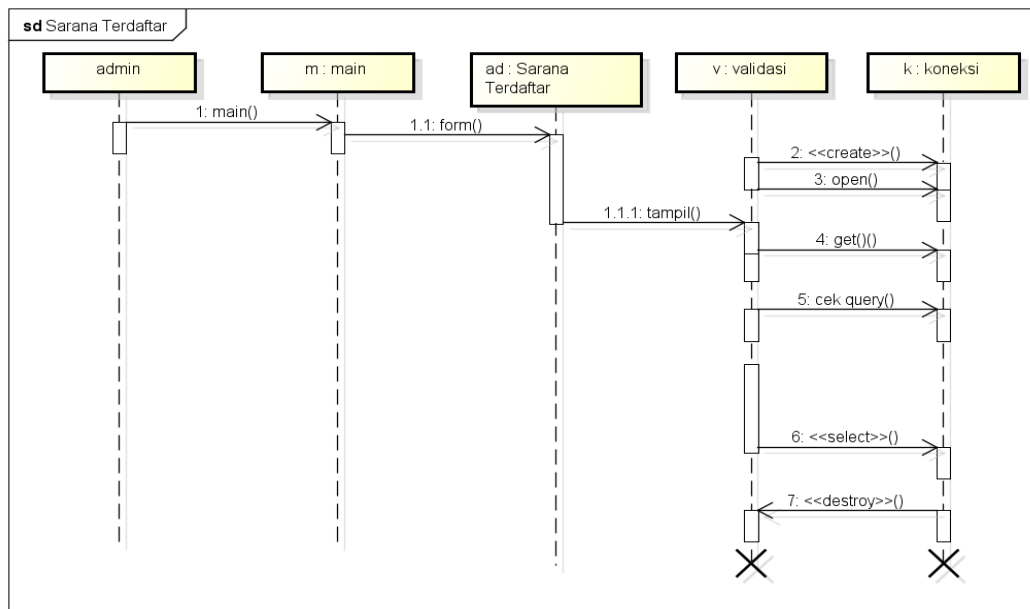 sd Sarana Terdaftar
admin
m : main
ad : Sarana
Terdaftar
v : validasi
k : koneksi
1: main()
1.1: form()
2: <<create>>()
3: open()
1.1.1: tampil()
4: get()()
5: cek query()
6: <<select>>()
7: <<destroy>>()